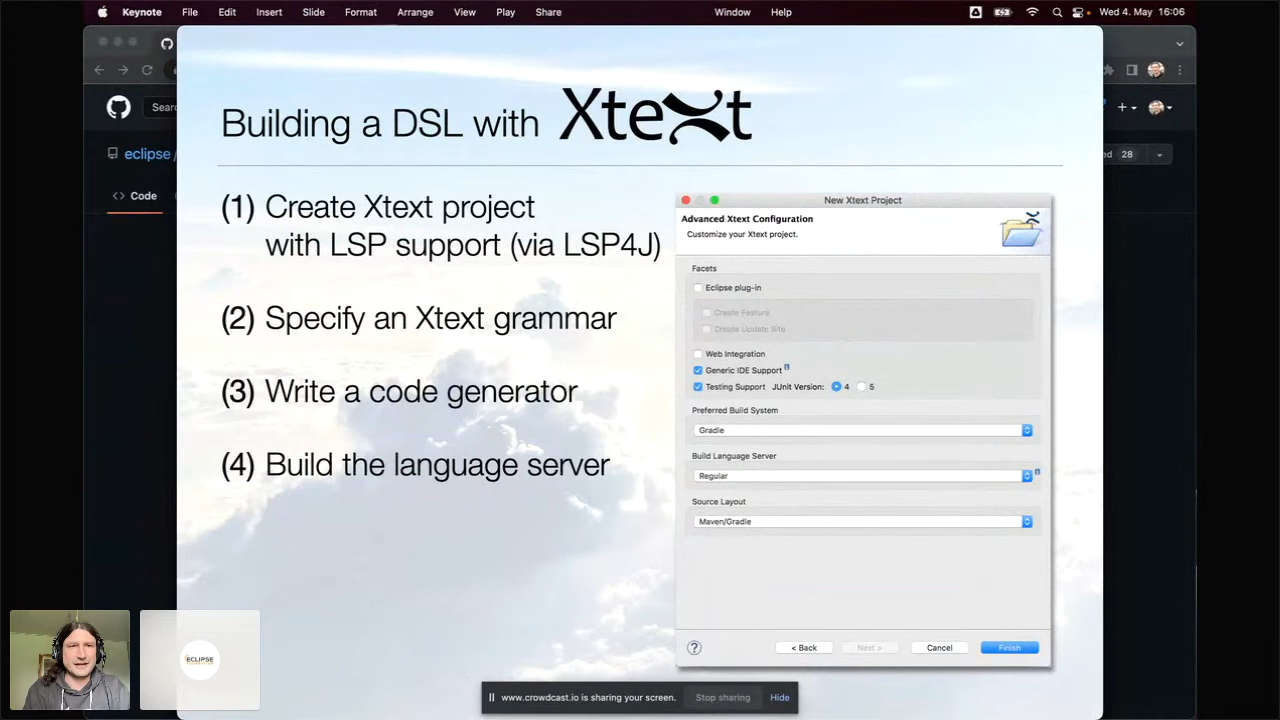 Keynote File Edit Insert Slide Format Arrange View Play Share Window Help Wed 4. May 16:06
Sear
eclipse/
ed 28
<> Code
Building a DSL with Xtext
(1) Create Xtext project
with LSP support (via LSP4J)
(2) Specify an Xtext grammar
(3) Write a code generator
(4) Build the language server
New Xtext Project
Advanced Xtext Configuration
Customize your Xtext project.
Facets
Eclipse plug-in
Create Feature
Create Update Site
Web Integration
Generic IDE Support
Testing Support JUnit Version: 4 5
Preferred Build System
Gradle
Build Language Server
Regular
Source Layout
Maven/Gradle
? < Back Next > Cancel Finish
ECLIPSE
FOUNDATION
www.crowdcast.io is sharing your screen. Stop sharing Hide